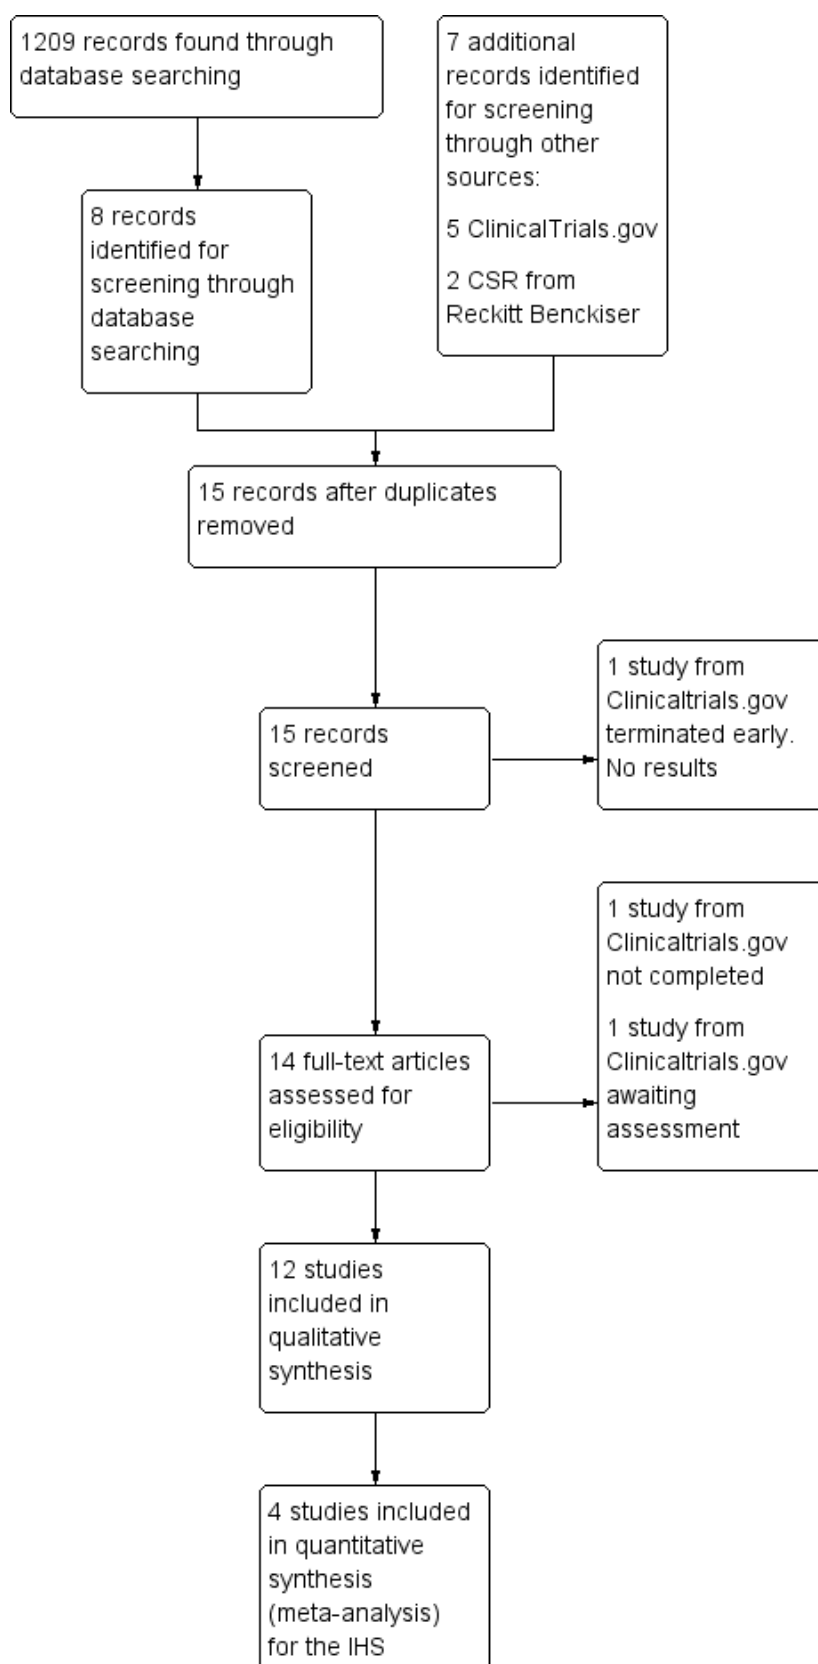 1209 records found through
database searching
7 additional
records identified
for screening
through other
sources:
5 ClinicalTrials.gov
2 CSR from
Reckitt Benckiser
8 records
identified for
screening through
database
searching
15 records after duplicates
removed
15 records
screened
1 study from
Clinicaltrials.gov
terminated early.
No results
14 full-text articles
assessed for
eligibility
1 study from
Clinicaltrials.gov
not completed
1 study from
Clinicaltrials.gov
awaiting
assessment
12 studies
included in
qualitative
synthesis
4 studies included
in quantitative
synthesis
(meta-analysis)
for the IHS